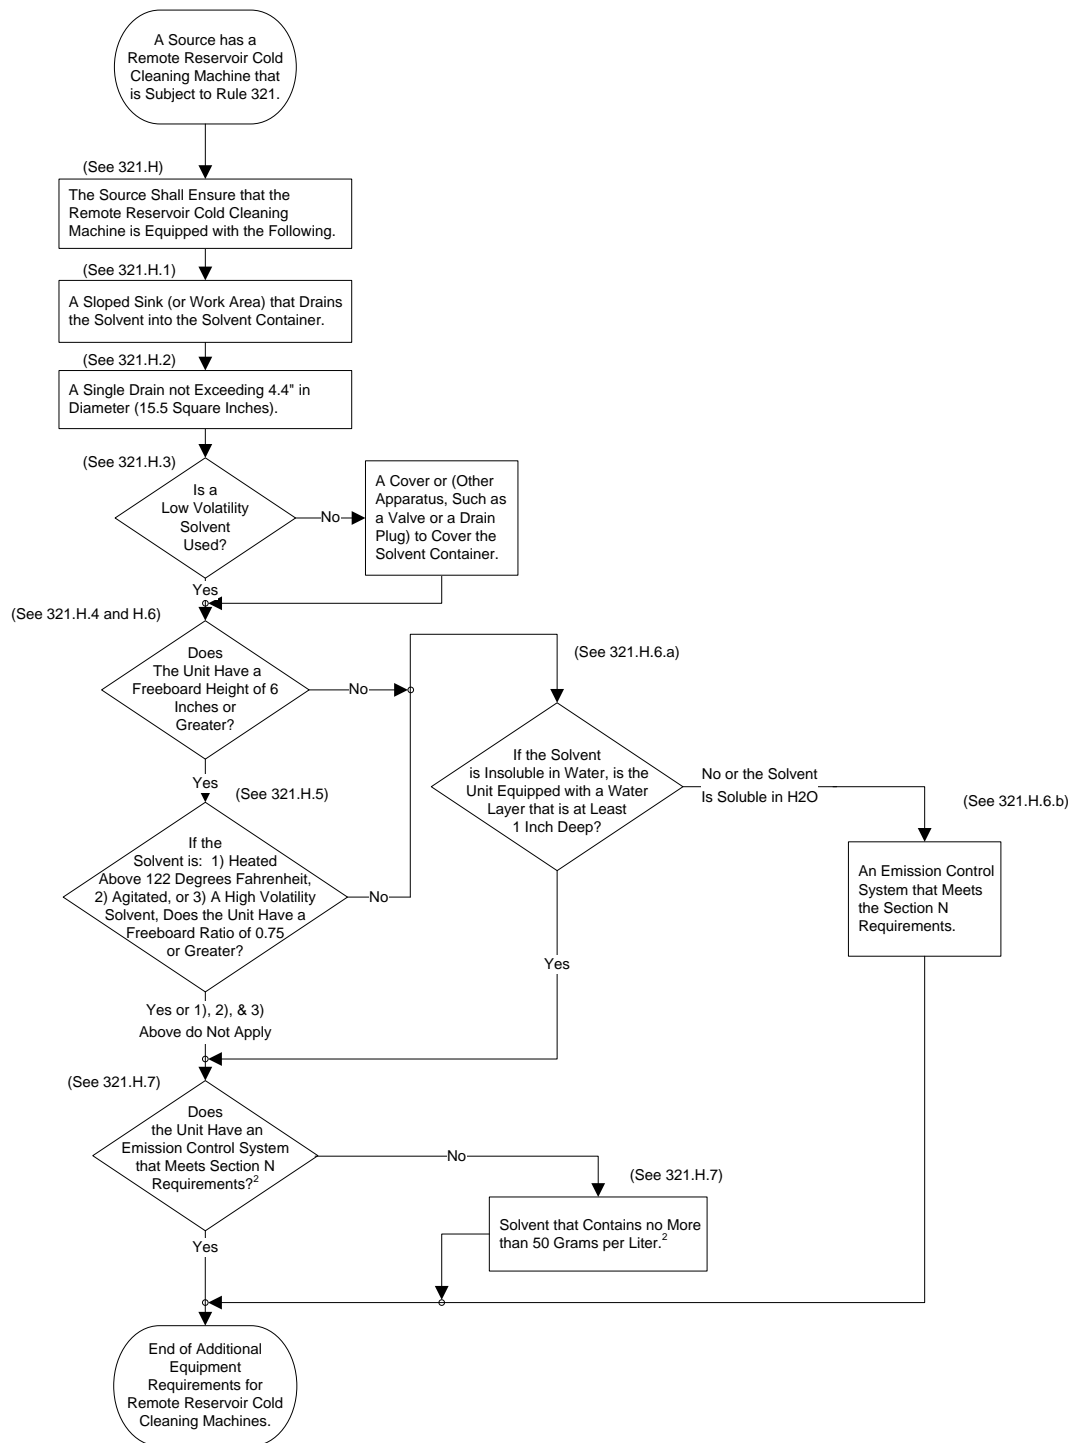 A Source has a
Remote Reservoir Cold
Cleaning Machine that
is Subject to Rule 321.
(See 321.H)
The Source Shall Ensure that the
Remote Reservoir Cold Cleaning
Machine is Equipped with the Following.
(See 321.H.1)
A Sloped Sink (or Work Area) that Drains
the Solvent into the Solvent Container.
(See 321.H.2)
A Single Drain not Exceeding 4.4" in
Diameter (15.5 Square Inches).
(See 321.H.3)
Is a
Low Volatility
Solvent
Used?
No
A Cover or (Other
Apparatus, Such as
a Valve or a Drain
Plug) to Cover the
Solvent Container.
Yes
(See 321.H.4 and H.6)
Does
The Unit Have a
Freeboard Height of 6
Inches or
Greater?
No
(See 321.H.6.a)
If the Solvent
is Insoluble in Water, is the
Unit Equipped with a Water
Layer that is at Least
1 Inch Deep?
No or the Solvent
Is Soluble in H2O
(See 321.H.6.b)
An Emission Control
System that Meets
the Section N
Requirements.
Yes
(See 321.H.5)
If the
Solvent is:  1) Heated
Above 122 Degrees Fahrenheit,
2) Agitated, or 3) A High Volatility
Solvent, Does the Unit Have a
Freeboard Ratio of 0.75
or Greater?
No
Yes
Yes or 1), 2), & 3)
Above do Not Apply
(See 321.H.7)
Does
the Unit Have an
Emission Control System
that Meets Section N
Requirements?2
No
(See 321.H.7)
Solvent that Contains no More
than 50 Grams per Liter.2
Yes
End of Additional
Equipment
Requirements for
Remote Reservoir Cold
Cleaning Machines.